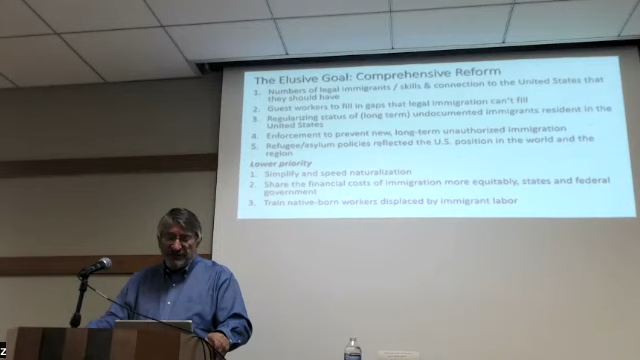 The Elusive Goal: Comprehensive Reform
1. Numbers of legal immigrants / skills & connection to the United States that
they should have
2. Guest workers to fill in gaps that legal immigration can't fill
3. Regularizing status of (long term) undocumented immigrants resident in the
United States
4. Enforcement to prevent new, long-term unauthorized immigration
5. Refugee/asylum policies reflected the U.S. position in the world and the
region
Lower priority
1. Simplify and speed naturalization
2. Share the financial costs of immigration more equitably, states and federal
government
3. Train native-born workers displaced by immigrant labor
z